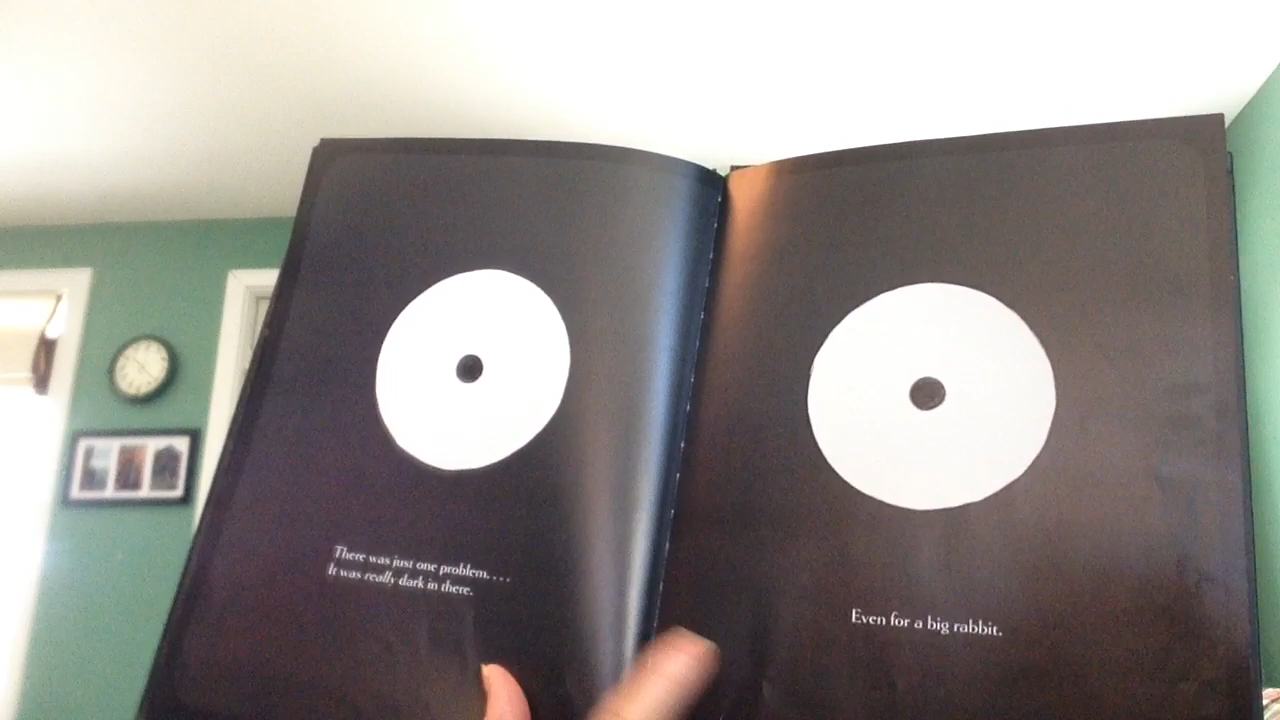 There was just one problem....
It was really dark in there.
Even for a big rabbit.